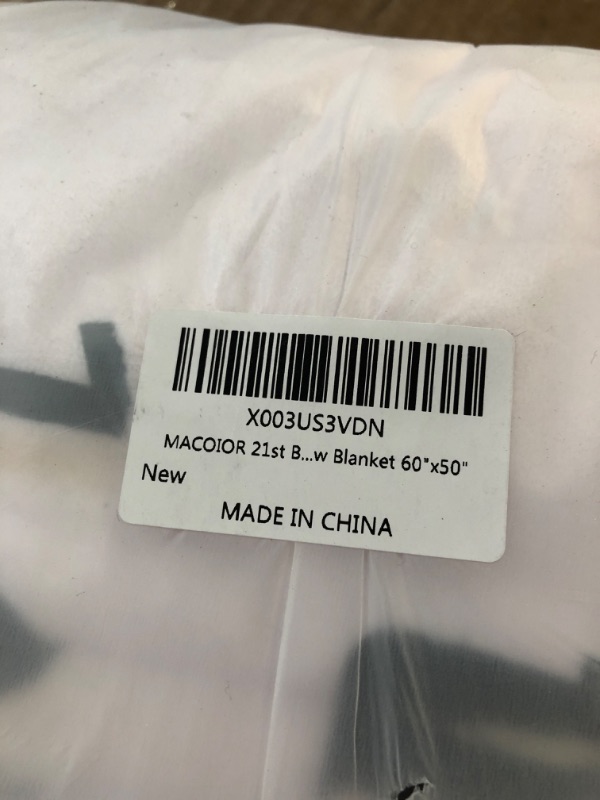 X003US3VDN
MACOIOR 21st B...w Blanket 60"x50"
New
MADE IN CHINA